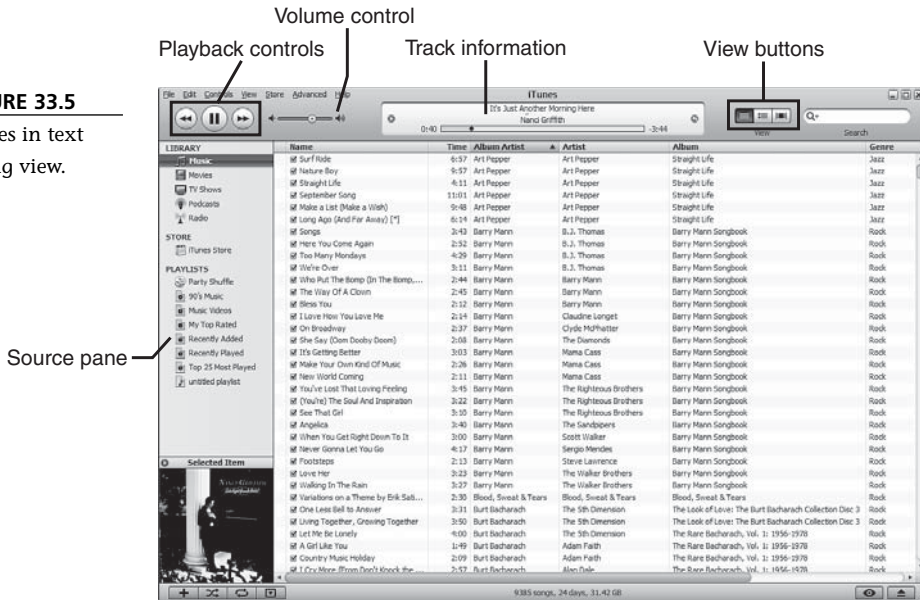 Volume control
Playback controls
Track information
View buttons
URE 33.5
es in text
g view.
Source pane
File Edit Controls View Store Advanced Help
iTunes
It's Just Another Morning Here
Nanci Griffith
0:40
-3:44
View
Search
LIBRARY
Music
Movies
TV Shows
Podcasts
Radio
STORE
iTunes Store
PLAYLISTS
Party Shuffle
90's Music
Music Videos
My Top Rated
Recently Added
Recently Played
Top 25 Most Played
untitled playlist
Selected Item
Name Time Album Artist Artist Album Genre
Surf Ride 6:57 Art Pepper Art Pepper Straight Life Jazz
Nature Boy 9:57 Art Pepper Art Pepper Straight Life Jazz
Straight Life 4:11 Art Pepper Art Pepper Straight Life Jazz
September Song 11:01 Art Pepper Art Pepper Straight Life Jazz
Make a List (Make a Wish) 9:48 Art Pepper Art Pepper Straight Life Jazz
Long Ago (And Far Away) [*] 6:14 Art Pepper Art Pepper Straight Life Jazz
Songs 3:43 Barry Mann B.J. Thomas Barry Mann Songbook Rock
Here You Come Again 2:52 Barry Mann B.J. Thomas Barry Mann Songbook Rock
Too Many Mondays 4:29 Barry Mann B.J. Thomas Barry Mann Songbook Rock
We're Over 3:11 Barry Mann B.J. Thomas Barry Mann Songbook Rock
Who Put The Bomp (In The Bomp,... 2:44 Barry Mann Barry Mann Barry Mann Songbook Rock
The Way Of A Clown 2:45 Barry Mann Barry Mann Barry Mann Songbook Rock
Bless You 2:12 Barry Mann Barry Mann Barry Mann Songbook Rock
I Love How You Love Me 2:14 Barry Mann Claudine Longet Barry Mann Songbook Rock
On Broadway 2:37 Barry Mann Clyde McPhatter Barry Mann Songbook Rock
She Say (Oom Dooby Doom) 2:08 Barry Mann The Diamonds Barry Mann Songbook Rock
It's Getting Better 3:03 Barry Mann Mama Cass Barry Mann Songbook Rock
Make Your Own Kind Of Music 2:26 Barry Mann Mama Cass Barry Mann Songbook Rock
New World Coming 2:11 Barry Mann Mama Cass Barry Mann Songbook Rock
You've Lost That Loving Feeling 3:45 Barry Mann The Righteous Brothers Barry Mann Songbook Rock
(You're) The Soul And Inspiration 3:22 Barry Mann The Righteous Brothers Barry Mann Songbook Rock
See That Girl 3:10 Barry Mann The Righteous Brothers Barry Mann Songbook Rock
Angelica 3:40 Barry Mann The Sandpipers Barry Mann Songbook Rock
When You Get Right Down To It 3:00 Barry Mann Scott Walker Barry Mann Songbook Rock
Never Gonna Let You Go 4:17 Barry Mann Sergio Mendes Barry Mann Songbook Rock
Footsteps 2:13 Barry Mann Steve Lawrence Barry Mann Songbook Rock
Love Her 3:23 Barry Mann The Walker Brothers Barry Mann Songbook Rock
Walking In The Rain 3:27 Barry Mann The Walker Brothers Barry Mann Songbook Rock
Variations on a Theme by Erik Sati... 2:30 Blood, Sweat & Tears Blood, Sweat & Tears Blood, Sweat & Tears Rock
One Less Bell to Answer 3:31 Burt Bacharach The 5th Dimension The Look of Love: The Burt Bacharach Collection Disc 3 Rock
Living Together, Growing Together 3:50 Burt Bacharach The 5th Dimension The Look of Love: The Burt Bacharach Collection Disc 3 Rock
Let Me Be Lonely 4:00 Burt Bacharach The 5th Dimension The Rare Bacharach, Vol. 1: 1956-1978 Rock
A Girl Like You 1:49 Burt Bacharach Adam Faith The Rare Bacharach, Vol. 1: 1956-1978 Rock
Country Music Holiday 2:09 Burt Bacharach Adam Faith The Rare Bacharach, Vol. 1: 1956-1978 Rock
I Cry More (From Don't Knock the ... 2:57 Burt Bacharach Alan Dale The Rare Bacharach, Vol. 1: 1956-1978 Rock
9385 songs, 24 days, 31.42 GB